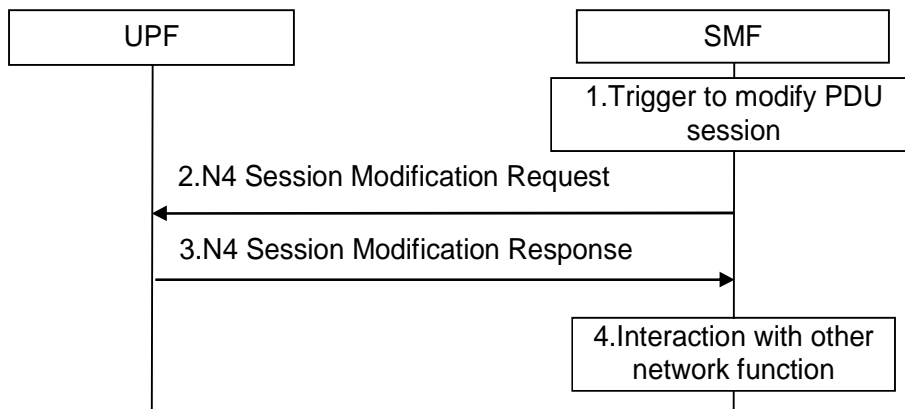 UPF
SMF
1.Trigger to modify PDU
session
2.N4 Session Modification Request
3.N4 Session Modification Response
4.Interaction with other
network function